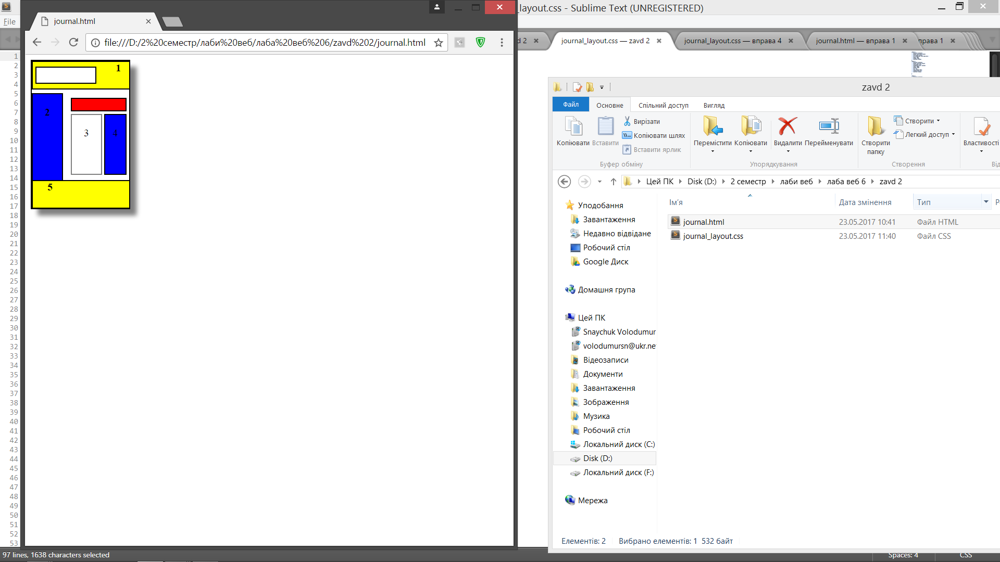 _layout.css - Sublime Text (UNREGISTERED)
File
journal.html
file:///D:/2%20семестр/лаби%20веб/лаба%20веб%206/zavd%202/journal.html
d 2
journal_layout.css — zavd 2
journal_layout.css — вправа 4
journal.html — вправа 1
права 1
1
2
3
4
5
6
7
8
9
10
11
12
13
14
15
16
17
18
19
20
21
22
23
24
25
26
27
28
29
30
31
32
33
34
35
36
37
38
39
40
41
42
43
44
45
46
47
48
49
50
51
52
53
1
2
3
4
5
zavd 2
Файл
Основне
Спільний доступ
Вигляд
Копіювати
Вставити
Вирізати
Копіювати шлях
Вставити ярлик
Буфер обміну
Перемістити
Копіювати
Видалити
Перейменувати
Упорядкування
Створити папку
Створити
Легкий доступ
Створення
Властивості
Від
Цей ПК
Disk (D:)
2 семестр
лаби веб
лаба веб 6
zavd 2
Ім’я
Дата змінення
Тип
Р
journal.html 23.05.2017 10:41 Файл HTML
journal_layout.css 23.05.2017 11:40 Файл CSS
Уподобання
Завантаження
Недавно відвідане
Робочий стіл
Google Диск
Домашня група
Цей ПК
Snaychuk Volodumur
volodumursn@ukr.ne
Відеозаписи
Документи
Завантаження
Зображення
Музика
Робочий стіл
Локальний диск (C:)
Disk (D:)
Локальний диск (F:)
Мережа
Елементів: 2
Вибрано елементів: 1 532 байт
97 lines, 1638 characters selected
Spaces: 4
CSS